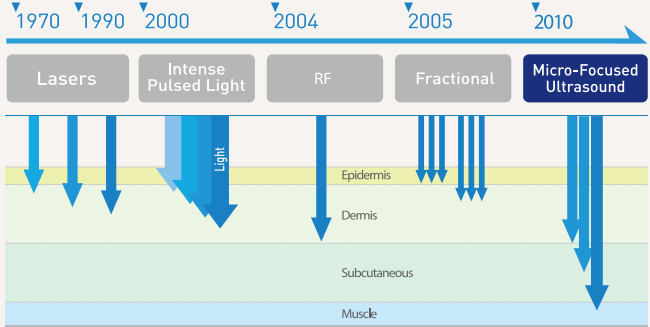 1970 1990 2000 2004 2005 2010
Lasers
Intense
Pulsed Light
RF
Fractional
Micro-Focused
Ultrasound
Light
Epidermis
Dermis
Subcutaneous
Muscle